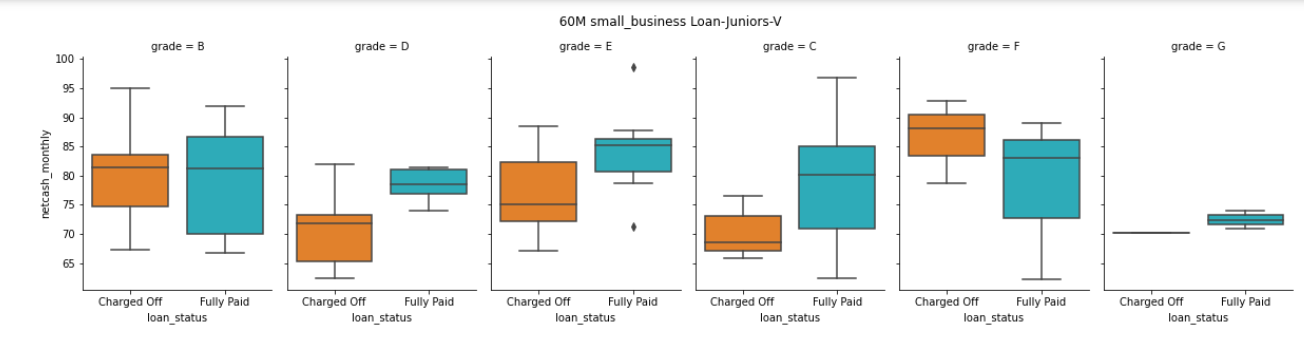 60M small_business Loan-Juniors-V
grade = B
grade = D
grade = E
grade = C
grade = F
grade = G
netcash_monthly
100
95
90
85
80
75
70
65
Charged Off Fully Paid
loan_status
Charged Off Fully Paid
loan_status
Charged Off Fully Paid
loan_status
Charged Off Fully Paid
loan_status
Charged Off Fully Paid
loan_status
Charged Off Fully Paid
loan_status